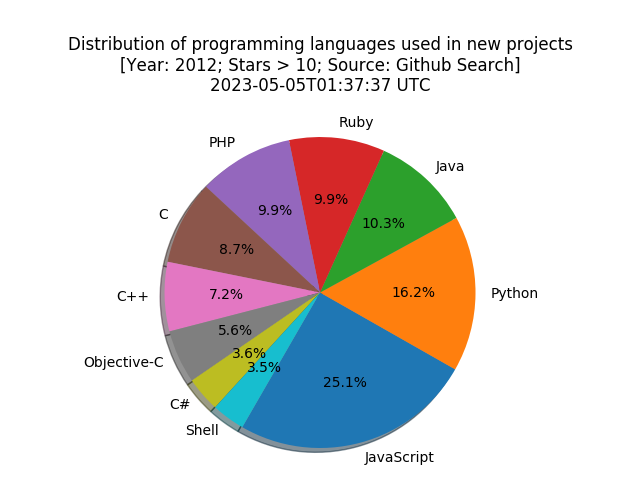 Distribution of programming languages used in new projects
[Year: 2012; Stars > 10; Source: Github Search]
2023-05-05T01:37:37 UTC
Ruby
PHP
Java
9.9%
9.9%
10.3%
C
8.7%
Python
16.2%
C++
7.2%
5.6%
Objective-C
3.6%
3.5%
25.1%
C#
Shell
JavaScript